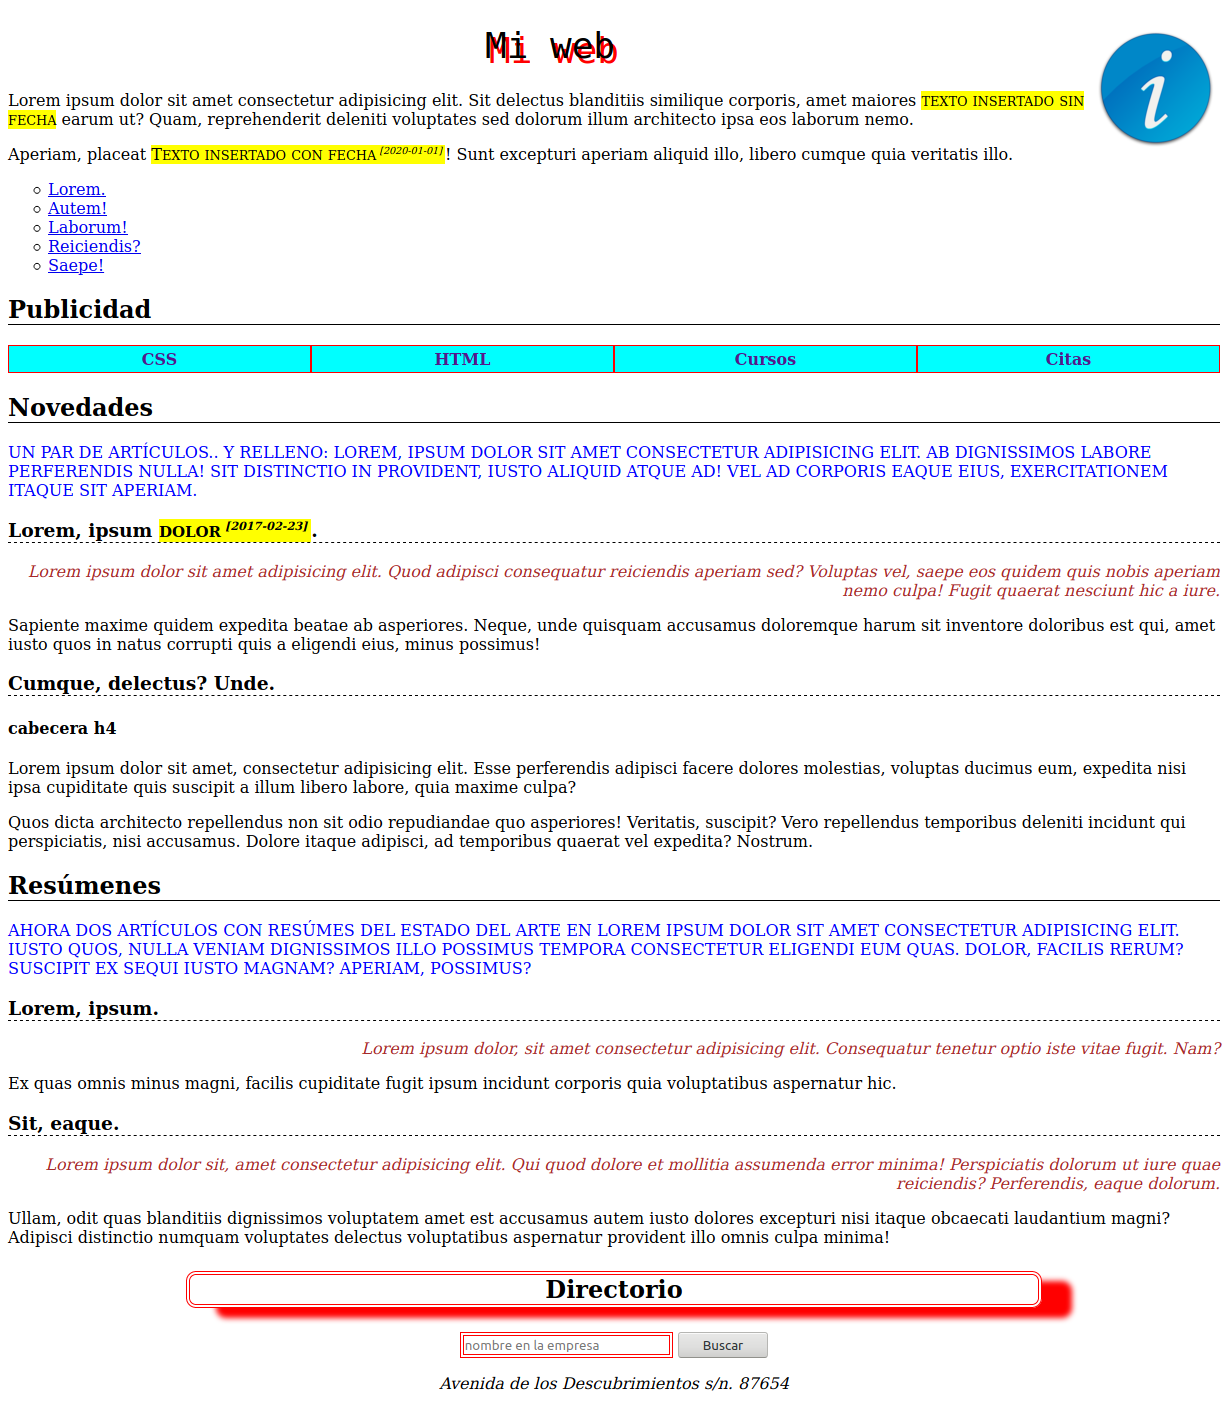 Mi web
i
Lorem ipsum dolor sit amet consectetur adipisicing elit. Sit delectus blanditiis similique corporis, amet maiores TEXTO INSERTADO SIN
FECHA earum ut? Quam, reprehenderit deleniti voluptates sed dolorum illum architecto ipsa eos laborum nemo.
Aperiam, placeat TEXTO INSERTADO CON FECHA [2020-01-01]! Sunt excepturi aperiam aliquid illo, libero cumque quia veritatis illo.
Lorem.
Autem!
Laborum!
Reiciendis?
Saepe!
Publicidad
CSS HTML Cursos Citas
Novedades
UN PAR DE ARTÍCULOS.. Y RELLENO: LOREM, IPSUM DOLOR SIT AMET CONSECTETUR ADIPISICING ELIT. AB DIGNISSIMOS LABORE
PERFERENDIS NULLA! SIT DISTINCTIO IN PROVIDENT, IUSTO ALIQUID ATQUE AD! VEL AD CORPORIS EAQUE EIUS, EXERCITATIONEM
ITAQUE SIT APERIAM.
Lorem, ipsum DOLOR [2017-02-23].
Lorem ipsum dolor sit amet adipisicing elit. Quod adipisci consequatur reiciendis aperiam sed? Voluptas vel, saepe eos quidem quis nobis aperiam
nemo culpa! Fugit quaerat nesciunt hic a iure.
Sapiente maxime quidem expedita beatae ab asperiores. Neque, unde quisquam accusamus doloremque harum sit inventore doloribus est qui, amet
iusto quos in natus corrupti quis a eligendi eius, minus possimus!
Cumque, delectus? Unde.
cabecera h4
Lorem ipsum dolor sit amet, consectetur adipisicing elit. Esse perferendis adipisci facere dolores molestias, voluptas ducimus eum, expedita nisi
ipsa cupiditate quis suscipit a illum libero labore, quia maxime culpa?
Quos dicta architecto repellendus non sit odio repudiandae quo asperiores! Veritatis, suscipit? Vero repellendus temporibus deleniti incidunt qui
perspiciatis, nisi accusamus. Dolore itaque adipisci, ad temporibus quaerat vel expedita? Nostrum.
Resúmenes
AHORA DOS ARTÍCULOS CON RESÚMES DEL ESTADO DEL ARTE EN LOREM IPSUM DOLOR SIT AMET CONSECTETUR ADIPISICING ELIT.
IUSTO QUOS, NULLA VENIAM DIGNISSIMOS ILLO POSSIMUS TEMPORA CONSECTETUR ELIGENDI EUM QUAS. DOLOR, FACILIS RERUM?
SUSCIPIT EX SEQUI IUSTO MAGNAM? APERIAM, POSSIMUS?
Lorem, ipsum.
Lorem ipsum dolor, sit amet consectetur adipisicing elit. Consequatur tenetur optio iste vitae fugit. Nam?
Ex quas omnis minus magni, facilis cupiditate fugit ipsum incidunt corporis quia voluptatibus aspernatur hic.
Sit, eaque.
Lorem ipsum dolor sit, amet consectetur adipisicing elit. Qui quod dolore et mollitia assumenda error minima! Perspiciatis dolorum ut iure quae
reiciendis? Perferendis, eaque dolorum.
Ullam, odit quas blanditiis dignissimos voluptatem amet est accusamus autem iusto dolores excepturi nisi itaque obcaecati laudantium magni?
Adipisci distinctio numquam voluptates delectus voluptatibus aspernatur provident illo omnis culpa minima!
Directorio
nombre en la empresa Buscar
Avenida de los Descubrimientos s/n. 87654